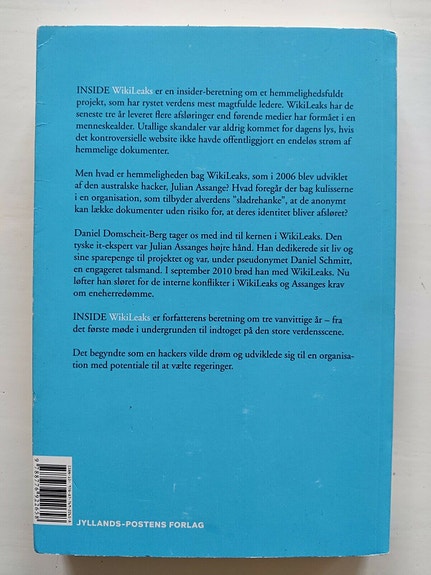 INSIDE WikiLeaks er en insider-beretning om et hemmelighedsfuldt
projekt, som har rystet verdens mest magtfulde ledere. WikiLeaks har de
seneste tre år leveret flere afsløringer end førende medier har formået i en
menneskealder. Utallige skandaler var aldrig kommet for dagens lys, hvis
det kontroversielle website ikke havde offentliggjort en endeløs strøm af
hemmelige dokumenter.
Men hvad er hemmeligheden bag WikiLeaks, som i 2006 blev udviklet
af den australske hacker, Julian Assange? Hvad foregår der bag kulisserne
i en organisation, som tilbyder alverdens "sladrehanke", at de anonymt
kan lække dokumenter uden risiko for, at deres identitet bliver afsløret?
Daniel Domscheit-Berg tager os med ind til kernen i WikiLeaks. Den
tyske it-ekspert var Julian Assanges højre hånd. Han dedikerede sit liv og
sine sparepenge til projektet og var, under pseudonymet Daniel Schmitt,
en engageret talsmand. I september 2010 brød han med WikiLeaks. Nu
løfter han sløret for de interne konflikter i WikiLeaks og Assanges krav
om eneherredømme.
INSIDE WikiLeaks er forfatterens beretning om tre vanvittige år – fra
det første møde i undergrunden til indtoget på den store verdensscene.
Det begyndte som en hackers vilde drøm og udviklede sig til en organisa-
tion med potentiale til at vælte regeringer.
JYLLANDS-POSTENS FORLAG